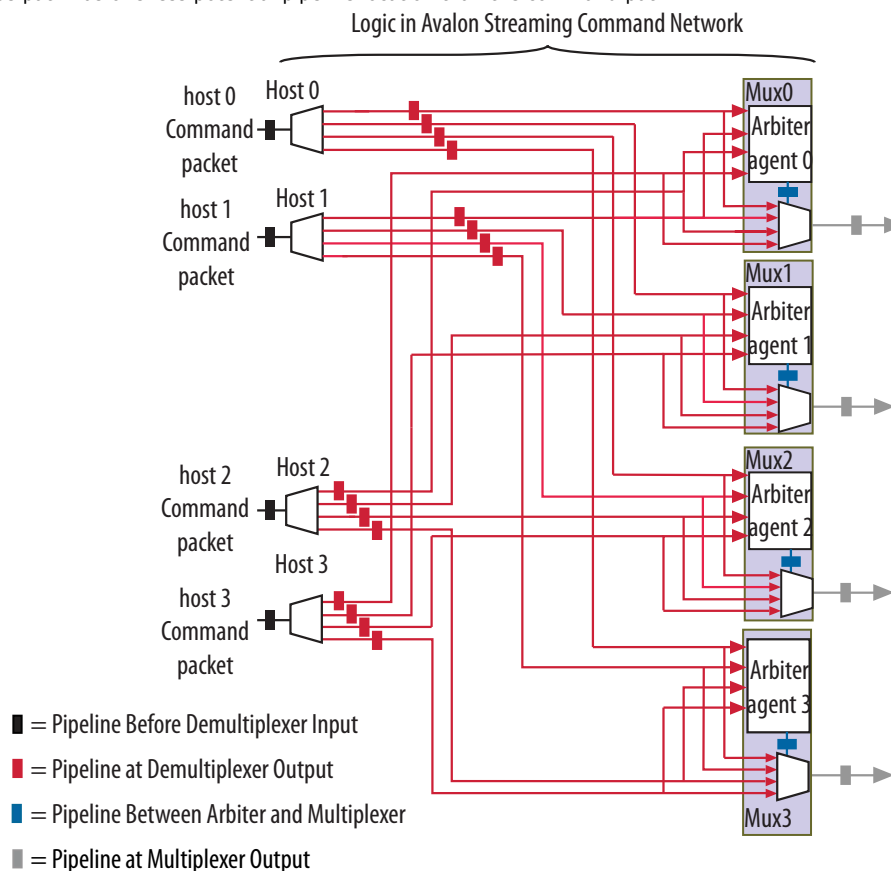 Logic in Avalon Streaming Command Network
host 0
Command
packet
Host 0
host 1
Command
packet
Host 1
host 2
Command
packet
Host 2
host 3
Command
packet
Host 3
Mux0
Arbiter
agent 0
Mux1
Arbiter
agent 1
Mux2
Arbiter
agent 2
Arbiter
agent 3
Mux3
= Pipeline Before Demultiplexer Input
= Pipeline at Demultiplexer Output
= Pipeline Between Arbiter and Multiplexer
= Pipeline at Multiplexer Output